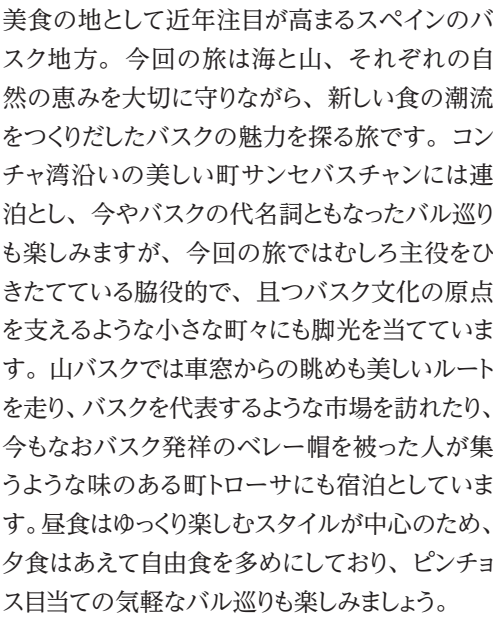 美食の地として近年注目が高まるスペインのバ
スク地方。今回の旅は海と山、それぞれの自
然の恵みを大切に守りながら、新しい食の潮流
をつくりだしたバスクの魅力を探る旅です。コン
チャ湾沿いの美しい町サンセバスチャンには連
泊とし、今やバスクの代名詞ともなったバル巡り
も楽しみますが、今回の旅ではむしろ主役をひ
きたてている脇役的で、且つバスク文化の原点
を支えるような小さな町々にも脚光を当てていま
す。山バスクでは車窓からの眺めも美しいルート
を走り、バスクを代表するような市場を訪れたり、
今もなおバスク発祥のベレー帽を被った人が集
うような味のある町トローサにも宿泊としていま
す。昼食はゆっくり楽しむスタイルが中心のため、
夕食はあえて自由食を多めにしており、ピンチョ
ス目当ての気軽なバル巡りも楽しみましょう。